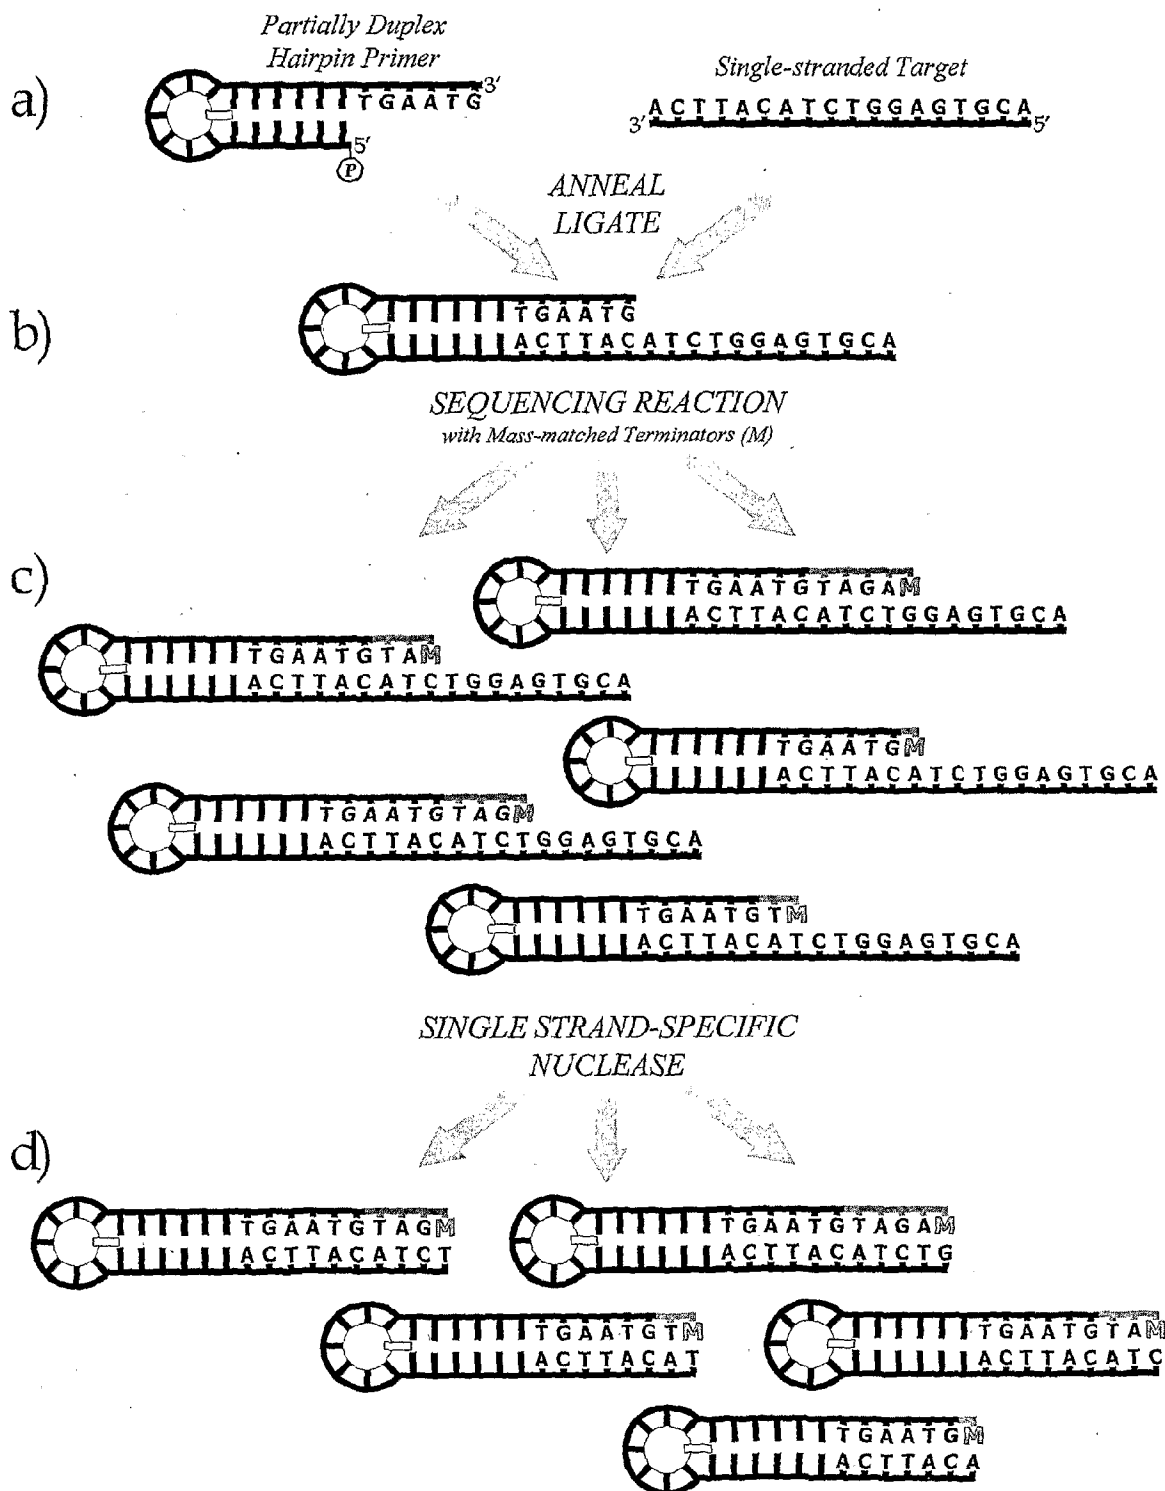 Partially Duplex
Hairpin Primer
Single-stranded Target
a)
3'
TGAATG
ACTTACATCTGGAGTGCA
3'
5'
5'
P
ANNEAL
LIGATE
b)
TGAATG
ACTTACATCTGGAGTGCA
SEQUENCING REACTION
with Mass-matched Terminators (M)
c)
TGAATGTAGAM
ACTTACATCTGGAGTGCA
TGAATGTAM
ACTTACATCTGGAGTGCA
TGAATGM
ACTTACATCTGGAGTGCA
TGAATGTAGM
ACTTACATCTGGAGTGCA
TGAATGTM
ACTTACATCTGGAGTGCA
SINGLE STRAND-SPECIFIC
NUCLEASE
d)
TGAATGTAGM
ACTTACATCT
TGAATGTAGAM
ACTTACATCTG
TGAATGTM
ACTTACAT
TGAATGTAM
ACTTACATC
TGAATGM
ACTTACA